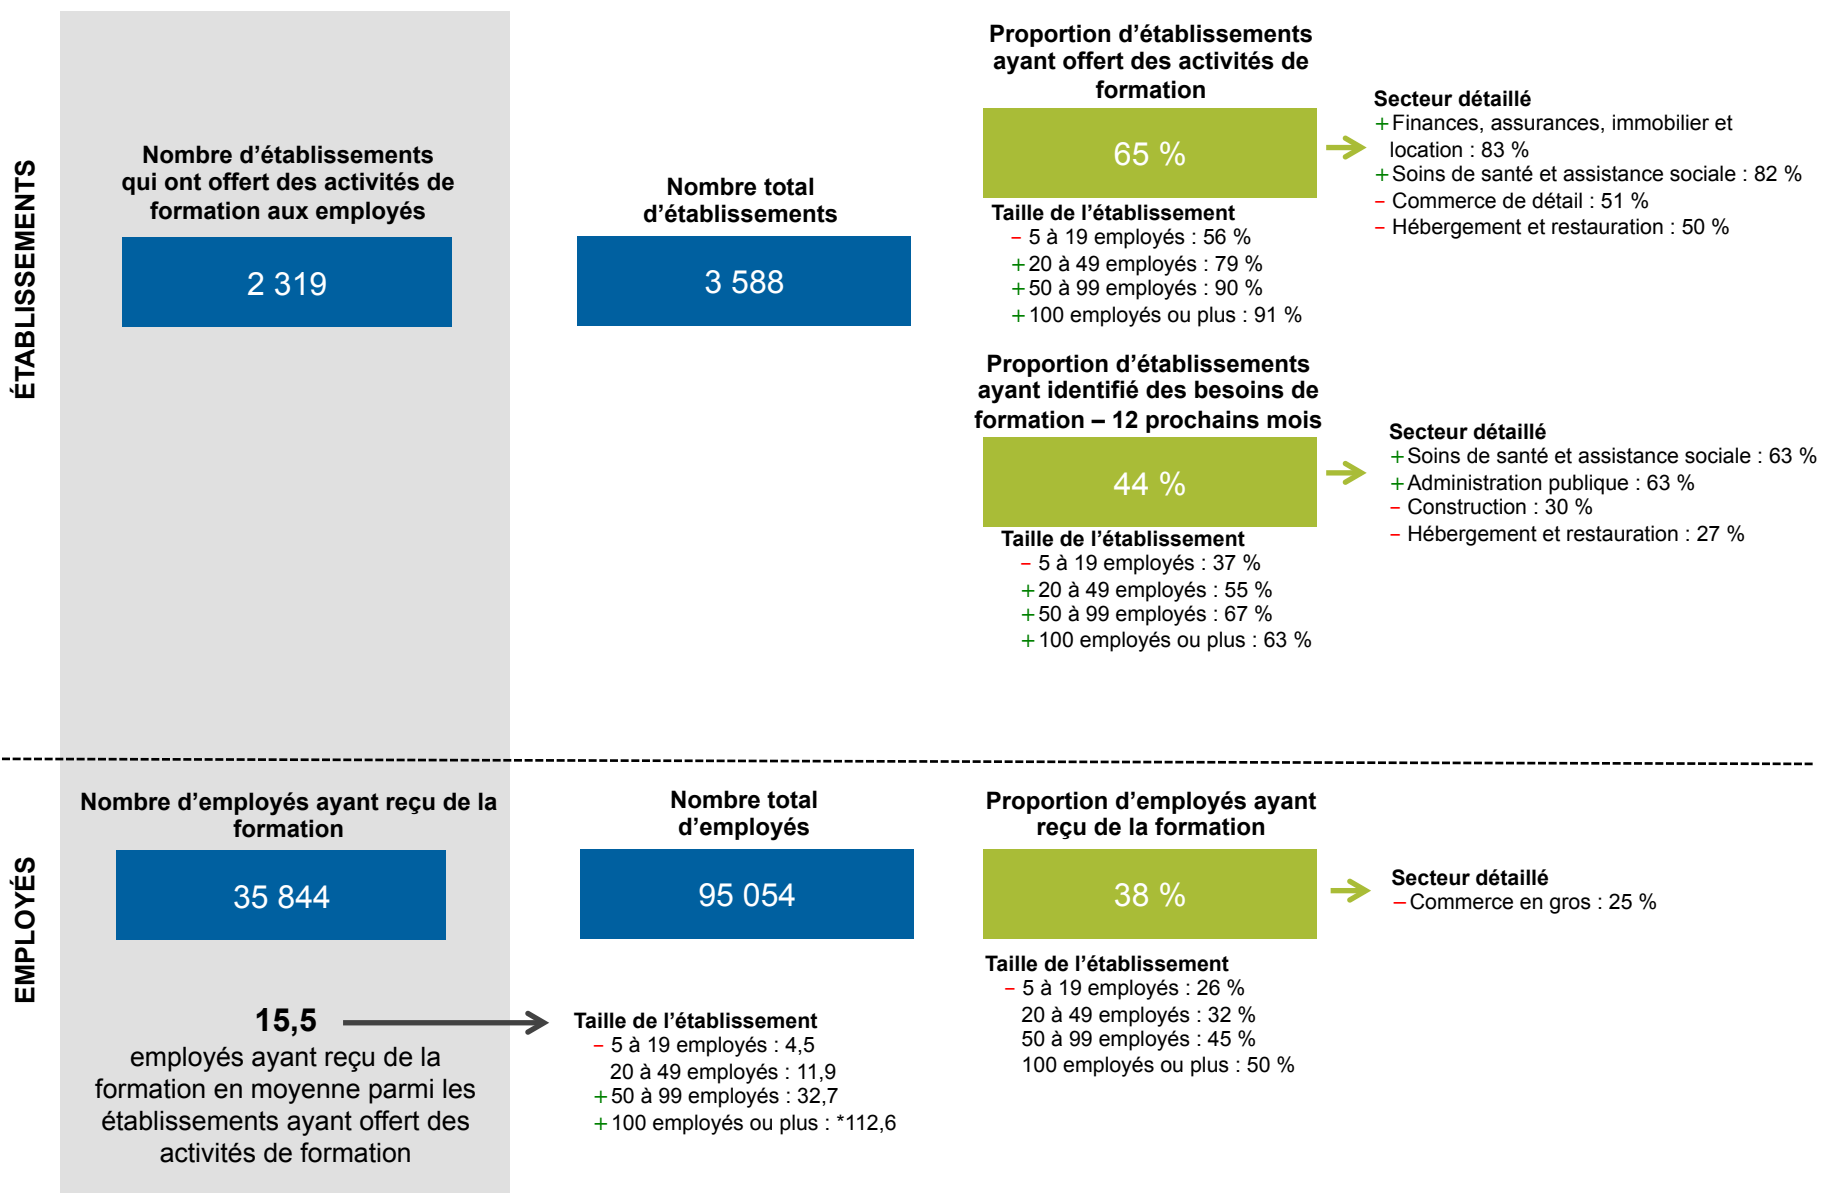 ÉTABLISSEMENTS
Nombre d’établissements
qui ont offert des activités de
formation aux employés
2 319
Nombre total
d’établissements
3 588
Proportion d’établissements
ayant offert des activités de
formation
65 %
Taille de l’établissement
– 5 à 19 employés : 56 %
+ 20 à 49 employés : 79 %
+ 50 à 99 employés : 90 %
+ 100 employés ou plus : 91 %
Secteur détaillé
+ Finances, assurances, immobilier et
location : 83 %
+ Soins de santé et assistance sociale : 82 %
– Commerce de détail : 51 %
– Hébergement et restauration : 50 %
Proportion d’établissements
ayant identifié des besoins de
formation – 12 prochains mois
44 %
Taille de l’établissement
– 5 à 19 employés : 37 %
+ 20 à 49 employés : 55 %
+ 50 à 99 employés : 67 %
+ 100 employés ou plus : 63 %
Secteur détaillé
+ Soins de santé et assistance sociale : 63 %
+ Administration publique : 63 %
– Construction : 30 %
– Hébergement et restauration : 27 %
EMPLOYÉS
Nombre d’employés ayant reçu de la
formation
35 844
15,5
employés ayant reçu de la
formation en moyenne parmi les
établissements ayant offert des
activités de formation
Nombre total
d’employés
95 054
Taille de l’établissement
– 5 à 19 employés : 4,5
20 à 49 employés : 11,9
+ 50 à 99 employés : 32,7
+ 100 employés ou plus : *112,6
Proportion d’employés ayant
reçu de la formation
38 %
Taille de l’établissement
– 5 à 19 employés : 26 %
20 à 49 employés : 32 %
50 à 99 employés : 45 %
100 employés ou plus : 50 %
Secteur détaillé
– Commerce en gros : 25 %